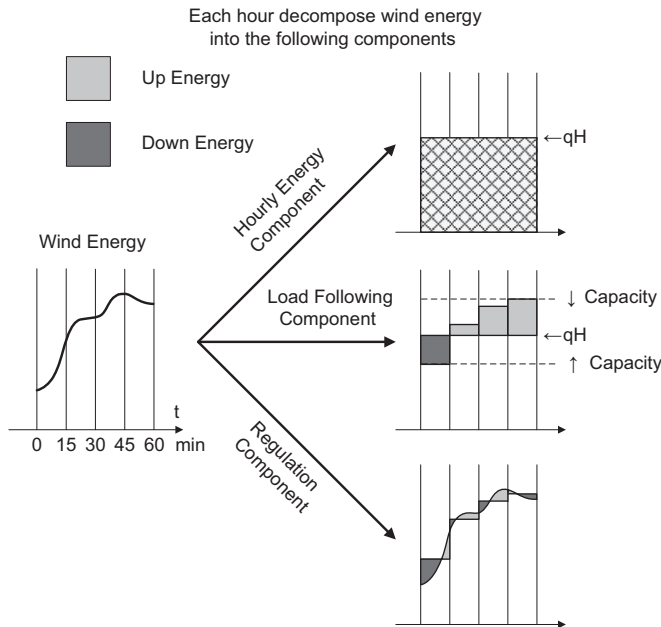 Each hour decompose wind energy
into the following components
Up Energy
Down Energy
←qH
Hourly Energy
Component
Wind Energy
Load Following
Component
↓ Capacity
←qH
↑ Capacity
t
0 15 30 45 60 min
Regulation
Component